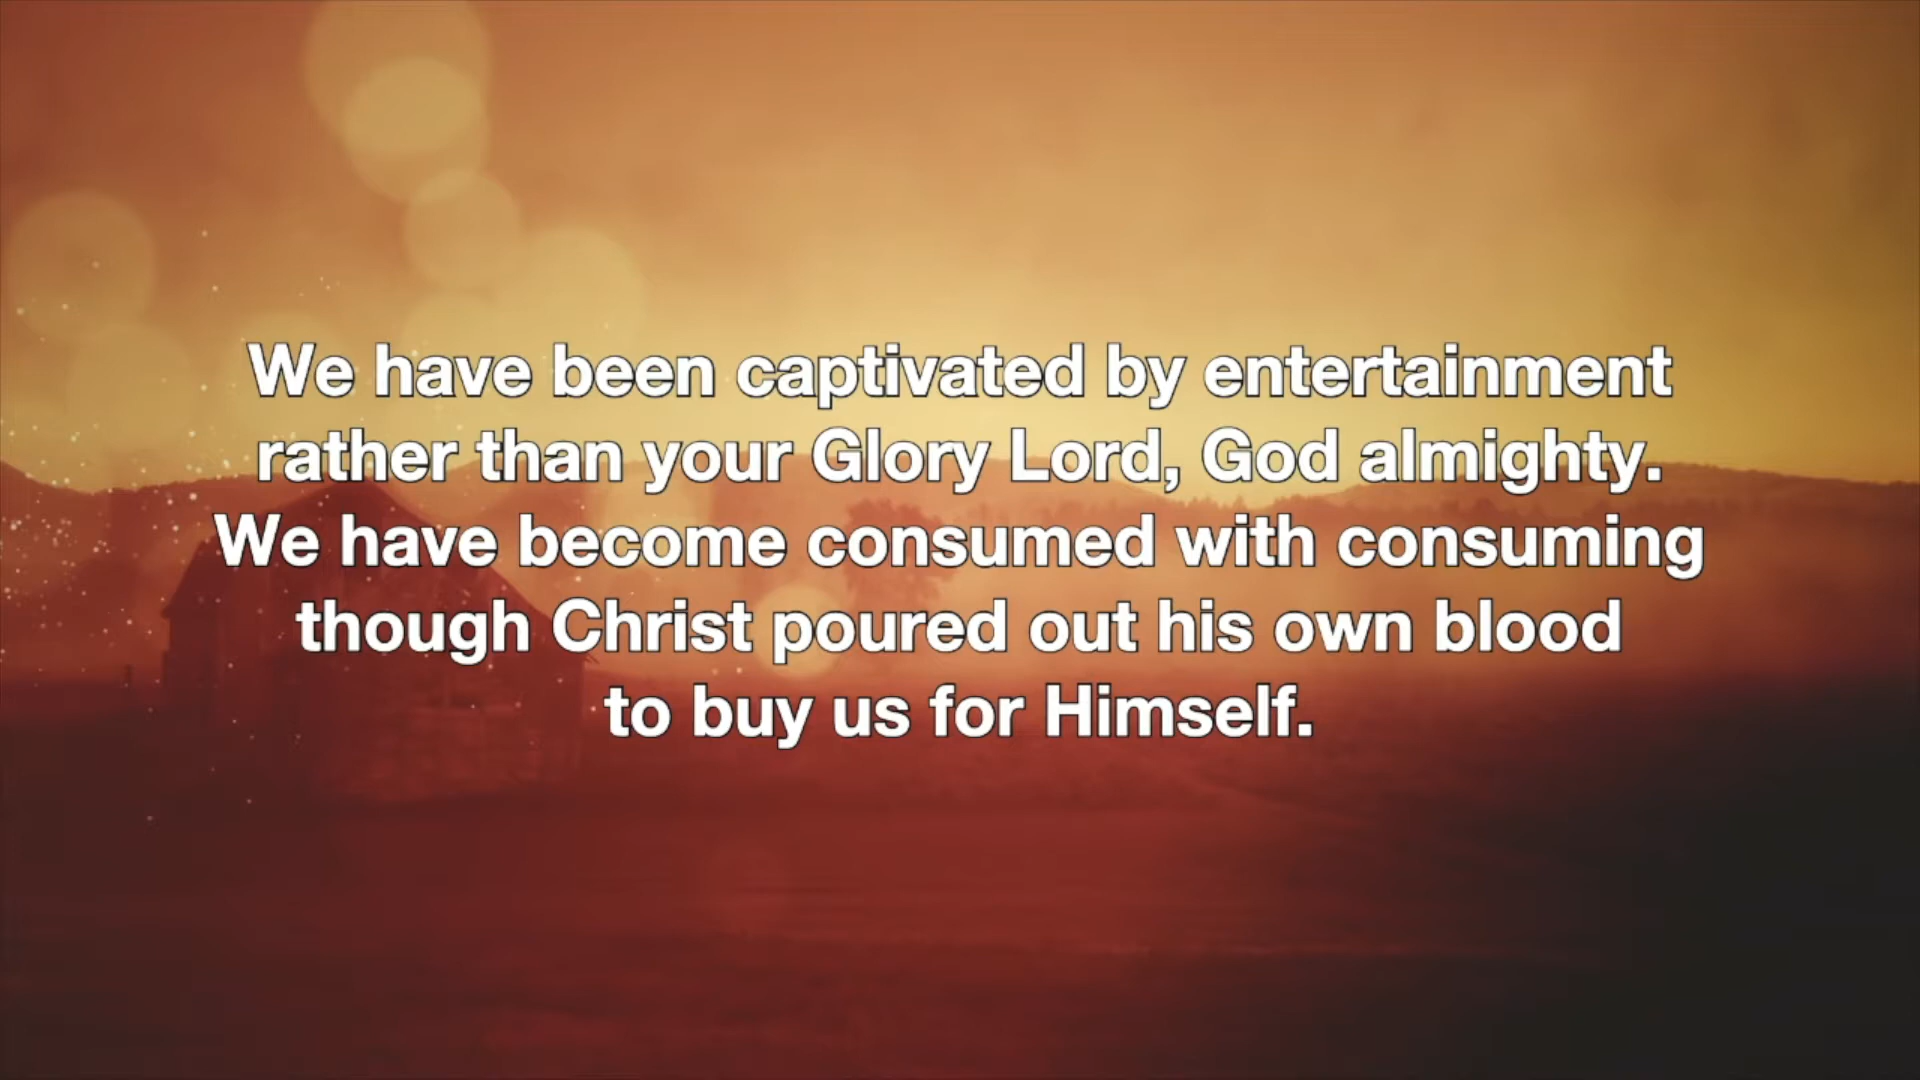 We have been captivated by entertainment
rather than your Glory Lord, God almighty.
We have become consumed with consuming
though Christ poured out his own blood
to buy us for Himself.